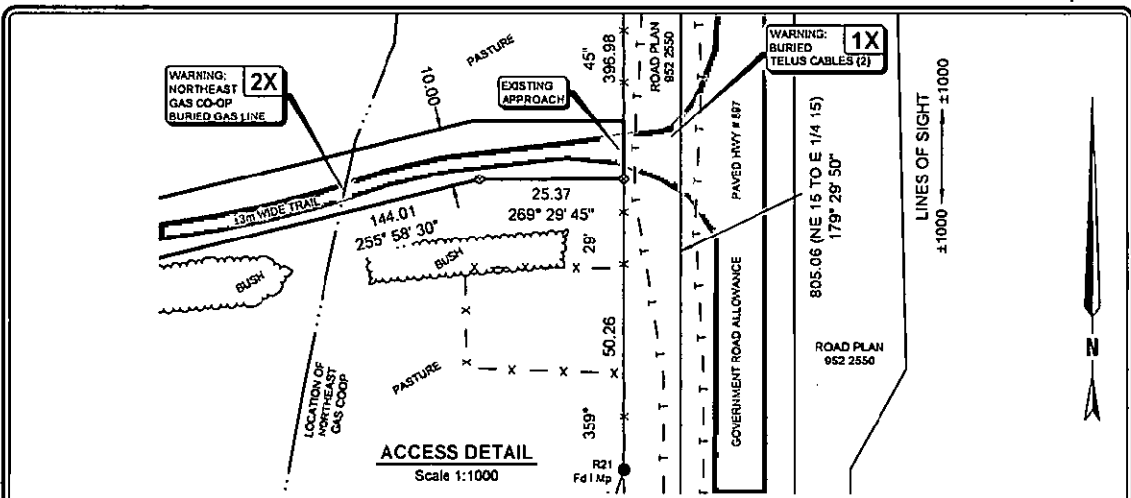 WARNING:
NORTHEAST
GAS CO-OP
BURIED GAS LINE
2X
10.00
PASTURE
EXISTING
APPROACH
45"
396.98
ROAD PLAN
952 2550
WARNING:
BURIED
TELUS CABLES (2)
1X
13m WIDE TRAIL
144.01
255° 58' 30"
25.37
269° 29' 45"
BUSH
BUSH
LOCATION OF
NORTHEAST
GAS COOP
PASTURE
359° 29'
50.26
PAVED HWY # 897
GOVERNMENT ROAD ALLOWANCE
805.06 (NE 15 TO E 1/4 15)
179° 29' 50"
LINES OF SIGHT
±1000
±1000
ROAD PLAN
952 2550
N
ACCESS DETAIL
Scale 1:1000
R21
Fd I Mp
T T T T T T T T
X X X X X X X X